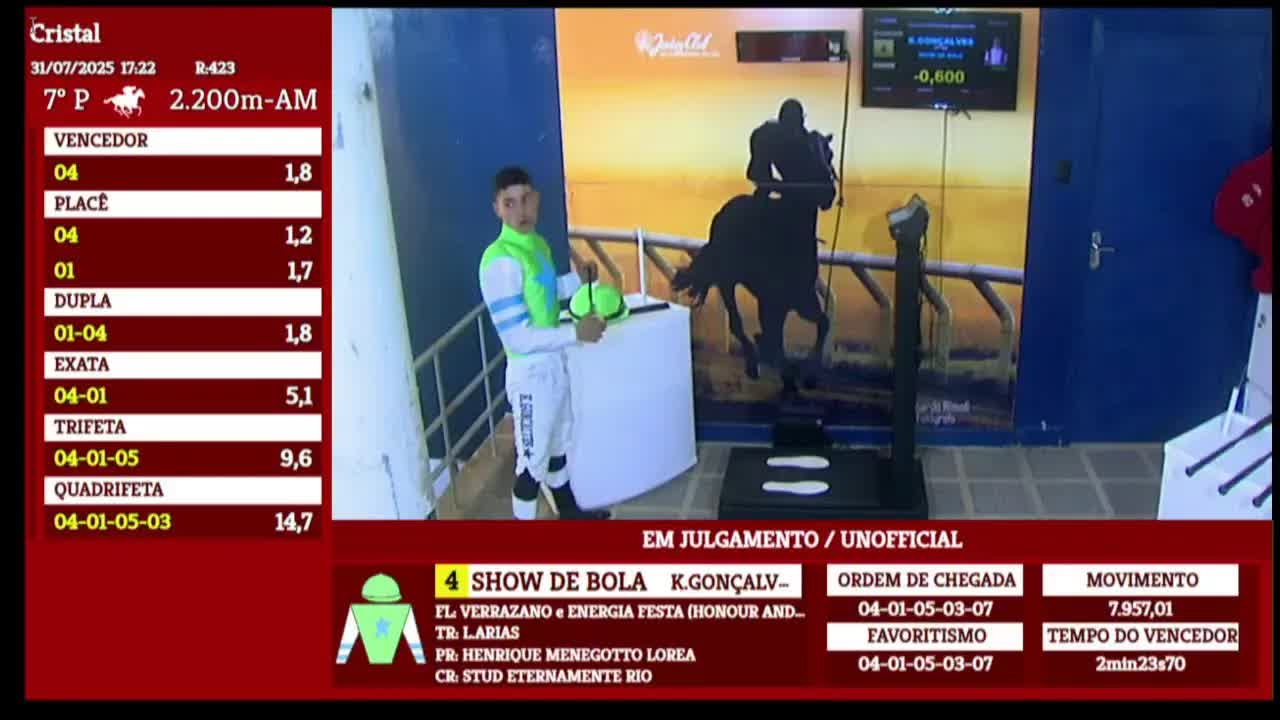 Cristal
31/07/2025 17:22 R:423
7° P 2.200m-AM
VENCEDOR
04 1,8
PLACÊ
04 1,2
01 1,7
DUPLA
01-04 1,8
EXATA
04-01 5,1
TRIFETA
04-01-05 9,6
QUADRIFETA
04-01-05-03 14,7
K.GONÇALVES
-0,600
kg
K.GONCALVES
EM JULGAMENTO / UNOFFICIAL
4 SHOW DE BOLA K.GONÇALV...
FL: VERRAZANO e ENERGIA FESTA (HONOUR AND...
TR: L.ARIAS
PR: HENRIQUE MENEGOTTO LOREA
CR: STUD ETERNAMENTE RIO
ORDEM DE CHEGADA
04-01-05-03-07
FAVORITISMO
04-01-05-03-07
MOVIMENTO
7.957,01
TEMPO DO VENCEDOR
2min23s70